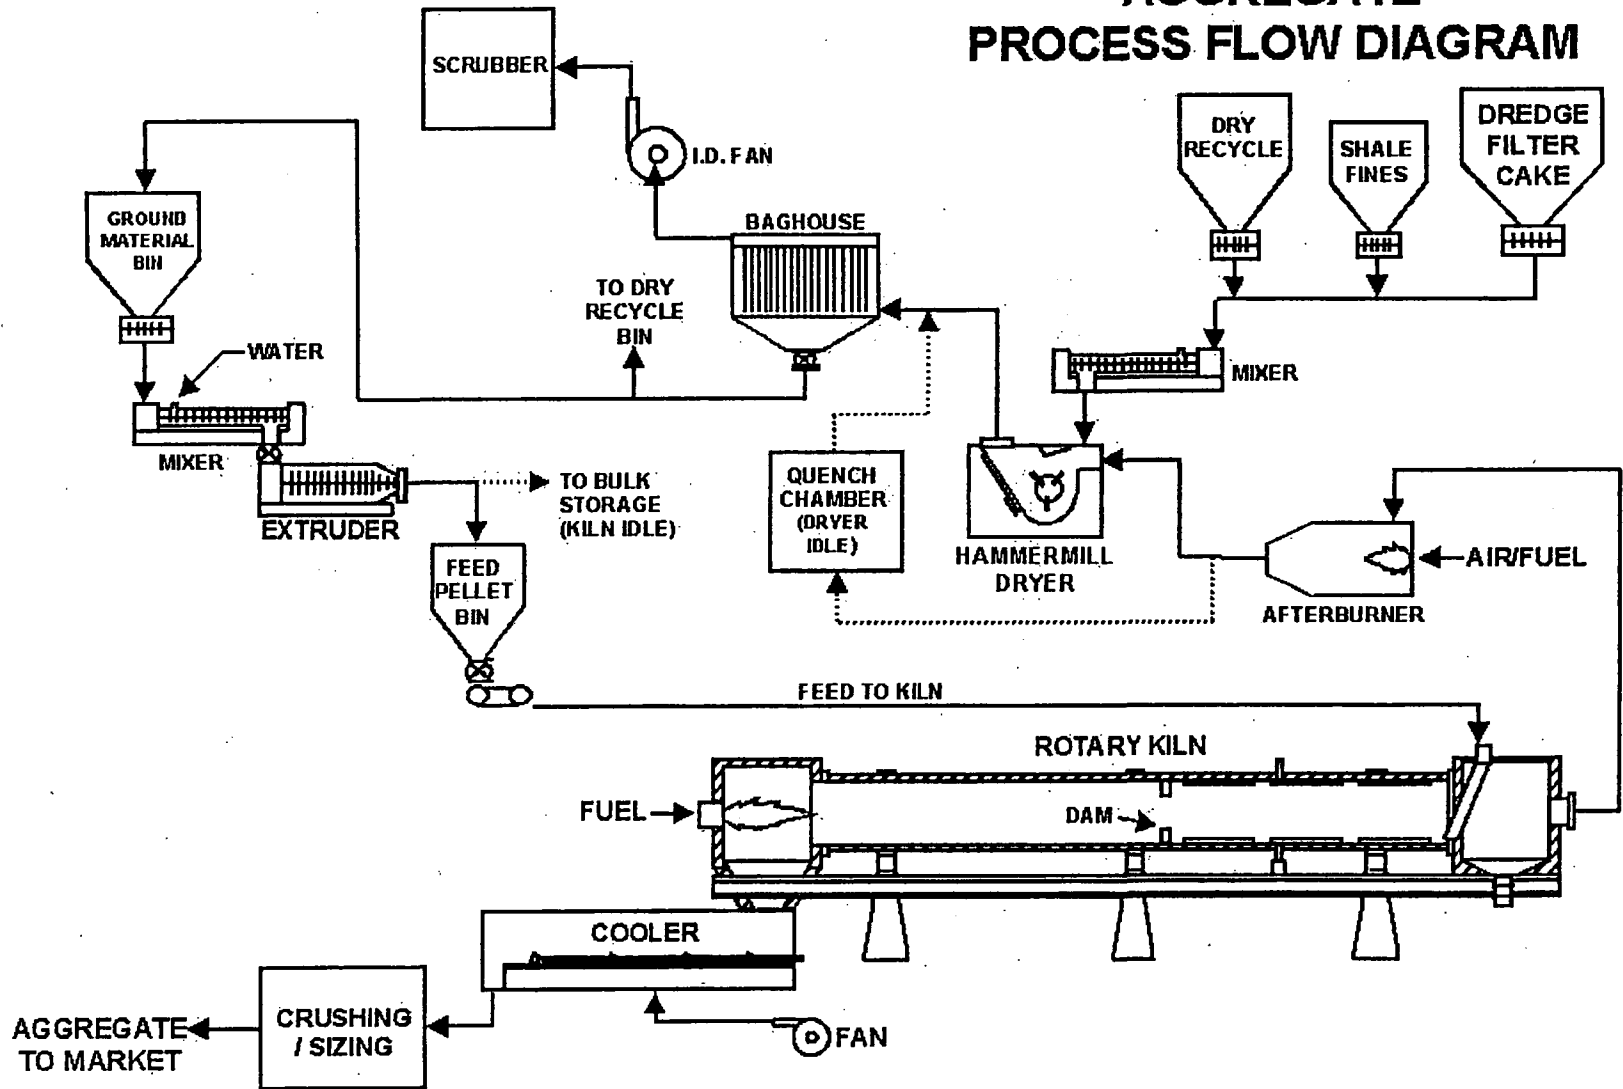 PROCESS FLOW DIAGRAM
SCRUBBER
I.D. FAN
DRY
RECYCLE
SHALE
FINES
DREDGE
FILTER
CAKE
GROUND
MATERIAL
BIN
BAGHOUSE
TO DRY
RECYCLE
BIN
WATER
MIXER
MIXER
EXTRUDER
TO BULK
STORAGE
(KILN IDLE)
QUENCH
CHAMBER
(DRYER
IDLE)
HAMMERMILL
DRYER
AIR/FUEL
AFTERBURNER
FEED
PELLET
BIN
FEED TO KILN
ROTARY KILN
FUEL
DAM
COOLER
CRUSHING
/ SIZING
FAN
AGGREGATE
TO MARKET